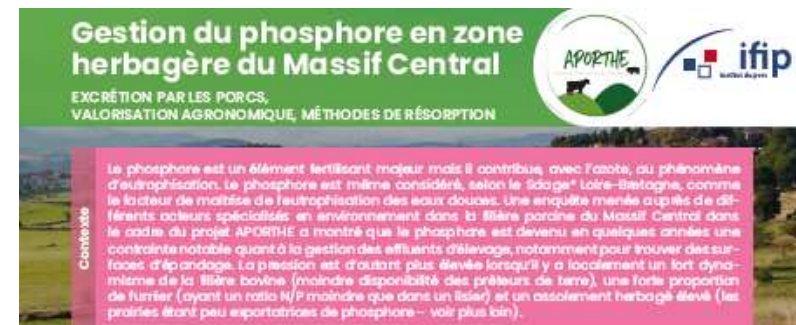 Gestion du phosphore en zone
herbagère du Massif Central
EXCRÉTION PAR LES PORCS,
VALORISATION AGRONOMIQUE, MÉTHODES DE RÉSORPTION
APORTHE
ifip
Institut du porc
Contexte
Le phosphore est un élément fertilisant majeur mais il contribue, avec l'azote, au phénomène
d'eutrophisation. Le phosphore est même considéré, selon le Sdage* Loire-Bretagne, comme
le facteur de maîtrise de l'eutrophisation des eaux douces. Une enquête menée auprès de dif-
férents acteurs spécialisés en environnement dans la filière porcine du Massif Central dans
le cadre du projet APORTHE a montré que le phosphore est devenu en quelques années une
contrainte notable quant à la gestion des effluents d'élevage, notamment pour trouver des sur-
faces d'épandage. La pression est d'autant plus élevée lorsqu'il y a localement un fort dyna-
misme de la filière bovine (moindre disponibilité des prêteurs de terre), une forte proportion
de fumier (ayant un ratio N/P moindre que dans un lisier) et un assolement herbagé élevé (les
prairies étant peu exportatrices de phosphore – voir plus loin).